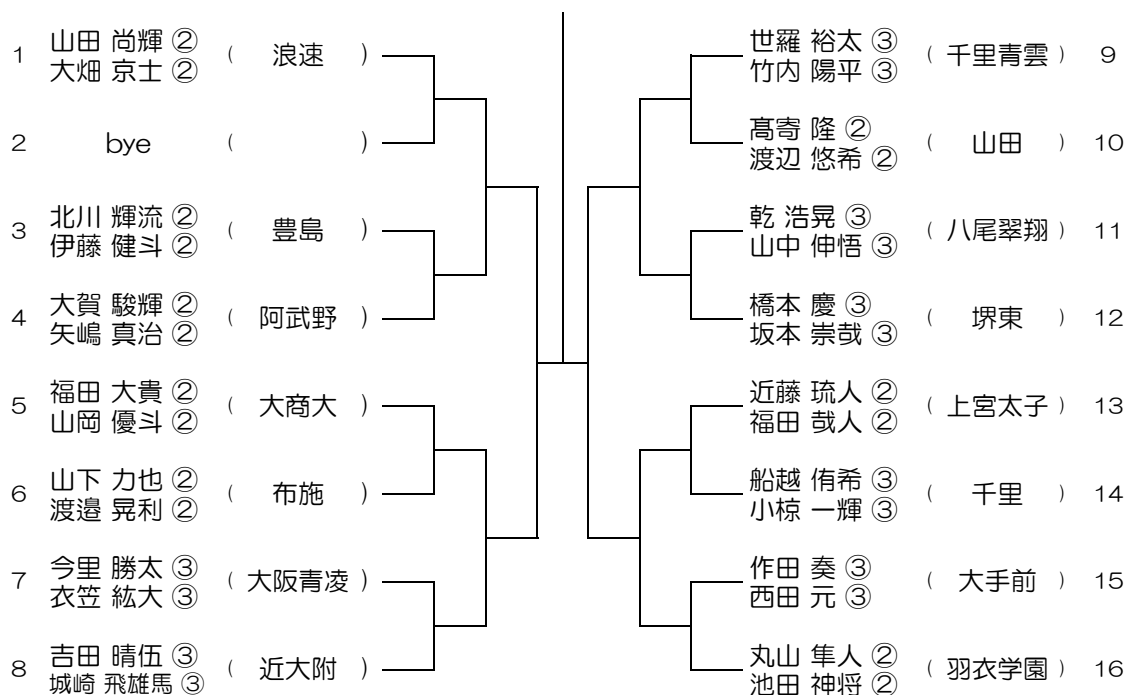 1 山田 尚輝 ② ( 浪速 )
大畑 京士 ②
2 bye ( )
3 北川 輝流 ② ( 豊島 )
伊藤 健斗 ②
4 大賀 駿輝 ② ( 阿武野 )
矢嶋 真治 ②
5 福田 大貴 ② ( 大商大 )
山岡 優斗 ②
6 山下 力也 ② ( 布施 )
渡邉 晃利 ②
7 今里 勝太 ③ ( 大阪青凌 )
衣笠 紘大 ③
8 吉田 晴伍 ③ ( 近大附 )
城崎 飛雄馬 ③
世羅 裕太 ③ ( 千里青雲 ) 9
竹内 陽平 ③
髙寄 隆 ② ( 山田 ) 10
渡辺 悠希 ②
乾 浩晃 ③ ( 八尾翠翔 ) 11
山中 伸悟 ③
橋本 慶 ③ ( 堺東 ) 12
坂本 崇哉 ③
近藤 琉人 ② ( 上宮太子 ) 13
福田 哉人 ②
船越 侑希 ③ ( 千里 ) 14
小椋 一輝 ③
作田 奏 ③ ( 大手前 ) 15
西田 元 ③
丸山 隼人 ② ( 羽衣学園 ) 16
池田 神将 ②